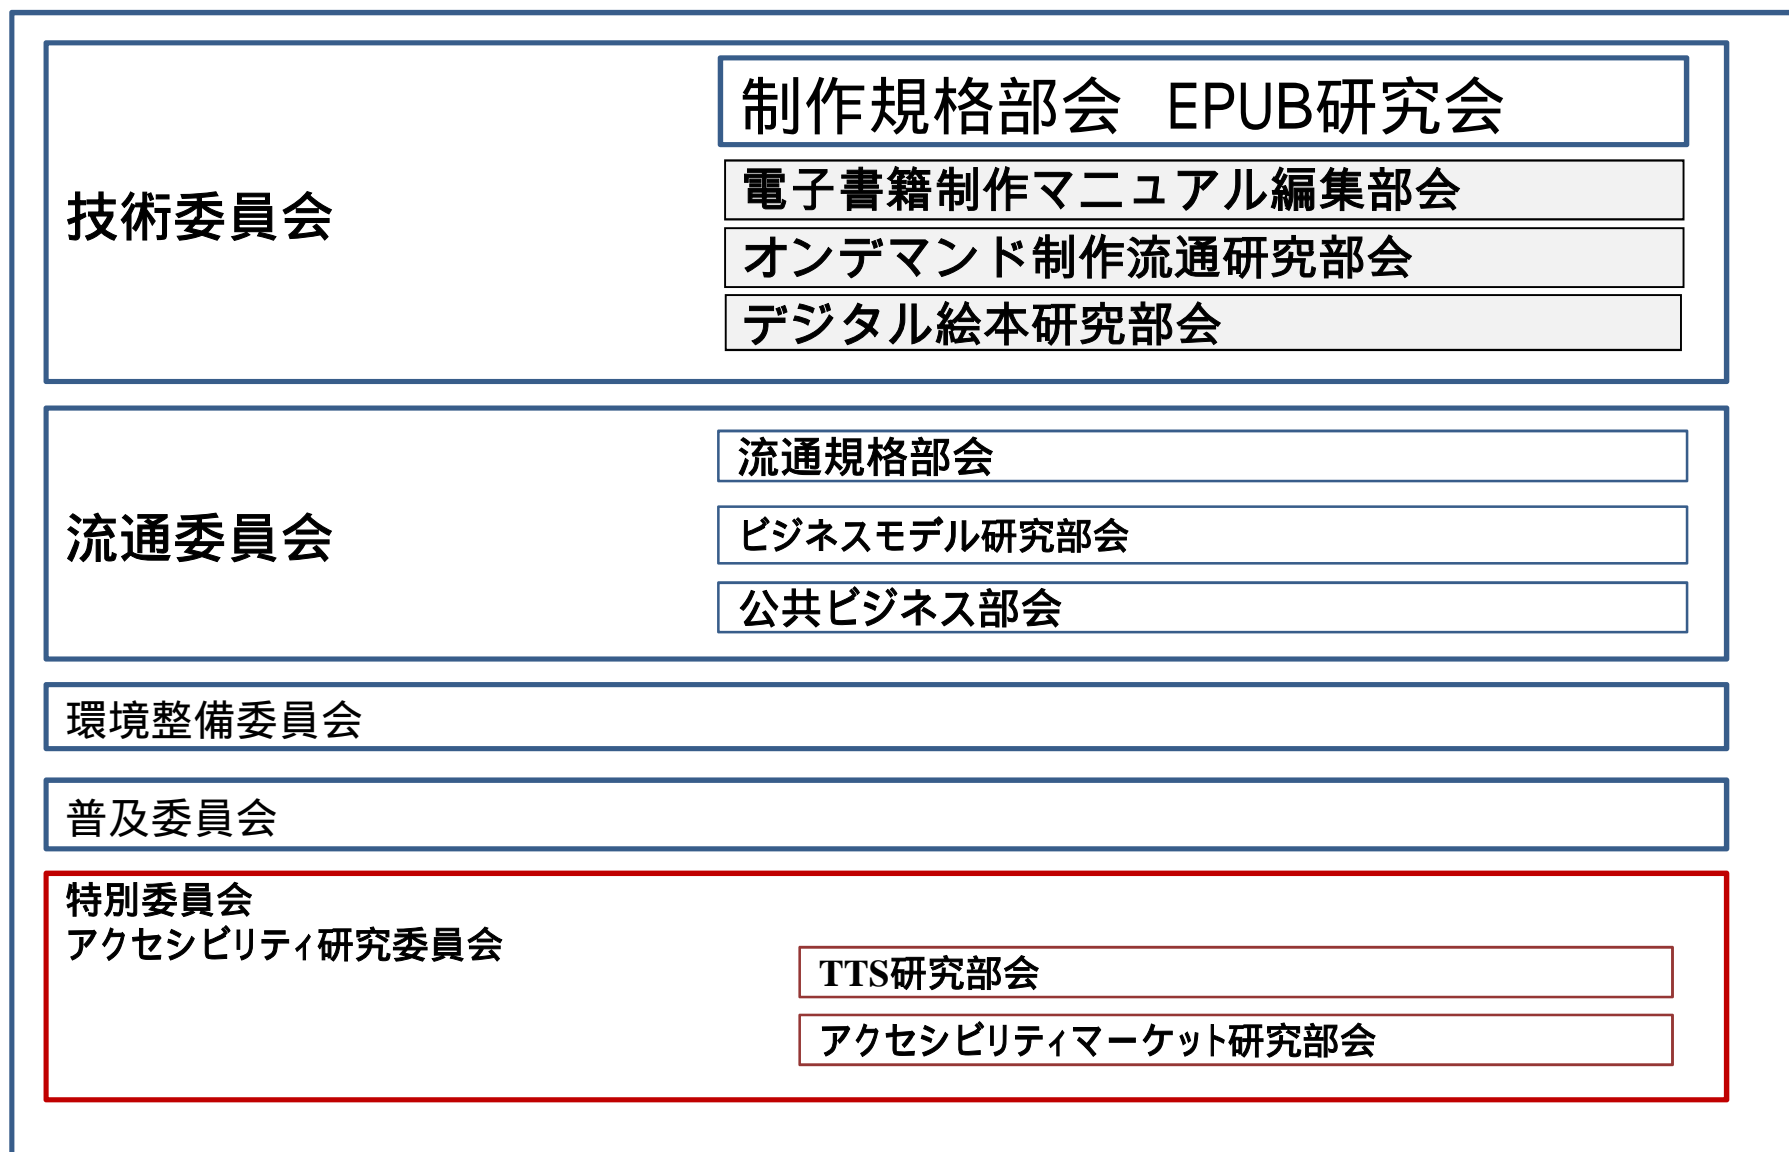 技術委員会
制作規格部会　EPUB研究会
電子書籍制作マニュアル編集部会
オンデマンド制作流通研究部会
デジタル絵本研究部会
流通委員会
流通規格部会
ビジネスモデル研究部会
公共ビジネス部会
環境整備委員会
普及委員会
特別委員会
アクセシビリティ研究委員会
TTS研究部会
アクセシビリティマーケット研究部会